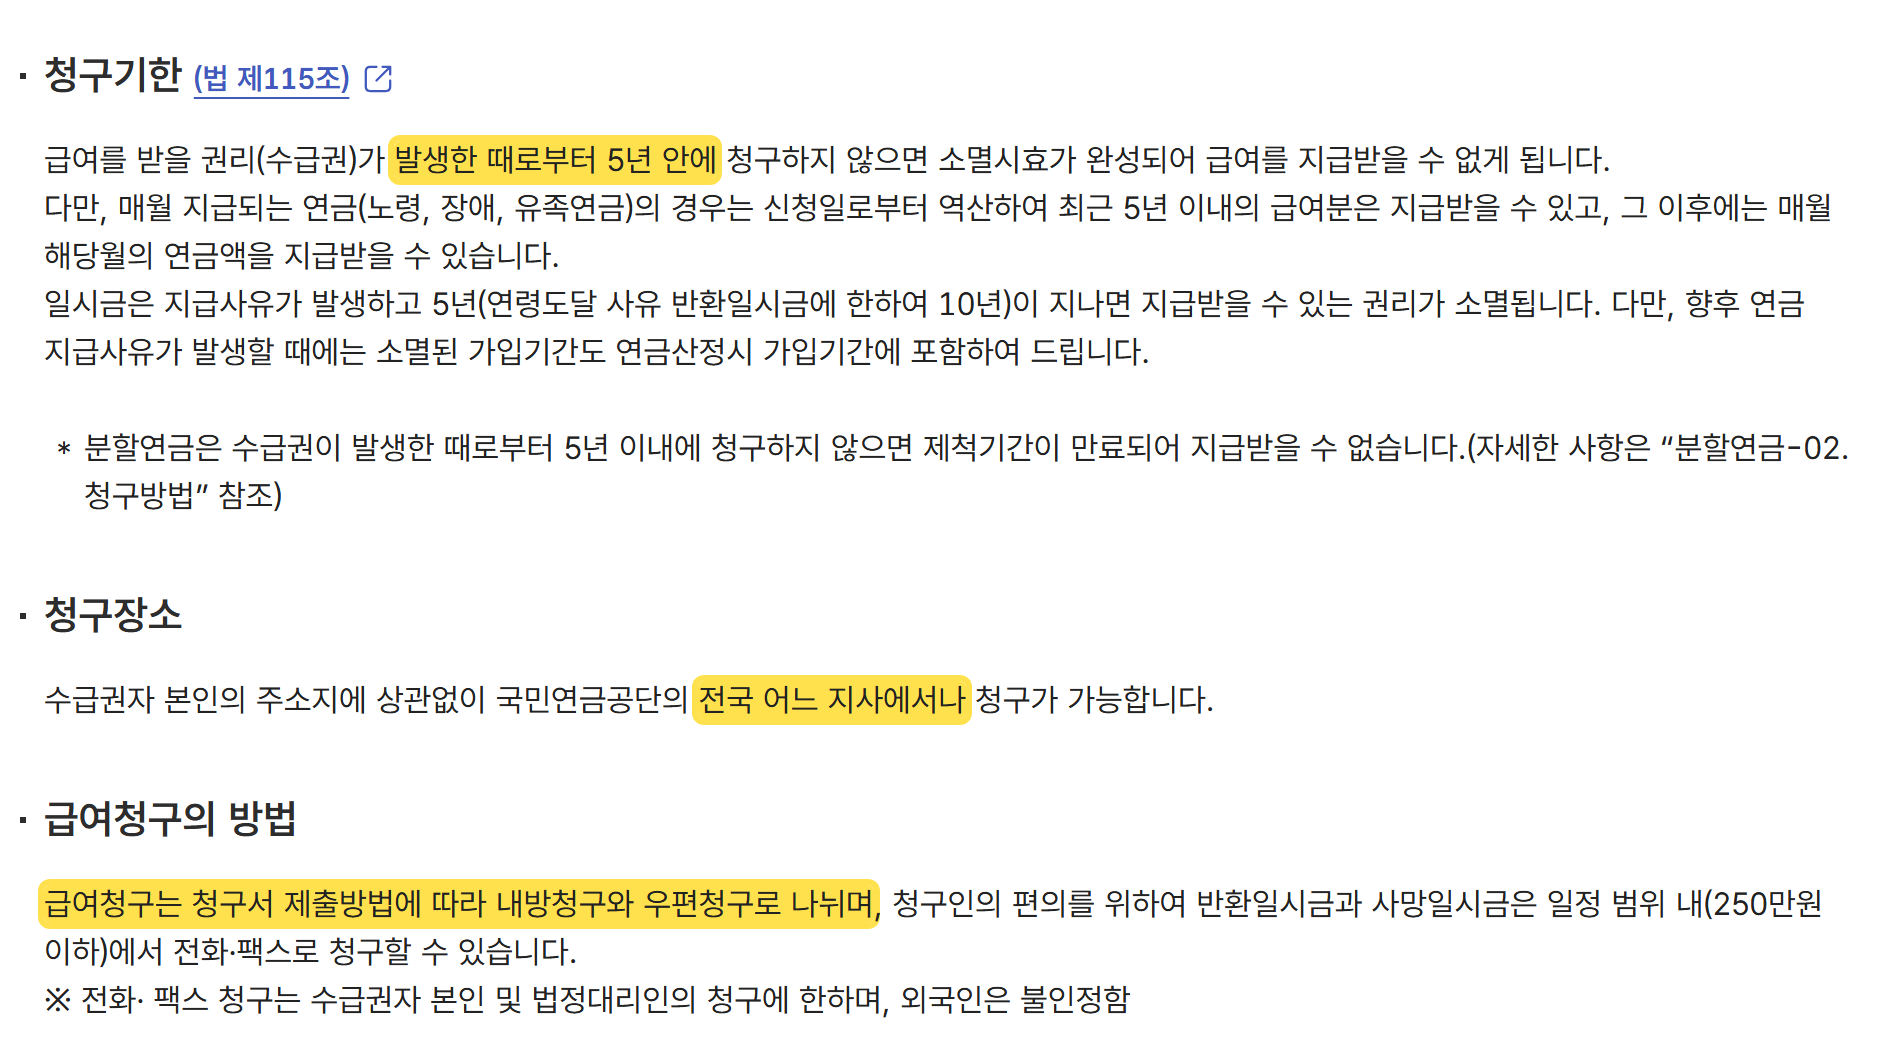 · 청구기한 (법 제115조)
급여를 받을 권리(수급권)가 발생한 때로부터 5년 안에 청구하지 않으면 소멸시효가 완성되어 급여를 지급받을 수 없게 됩니다.
다만, 매월 지급되는 연금(노령, 장애, 유족연금)의 경우는 신청일로부터 역산하여 최근 5년 이내의 급여분은 지급받을 수 있고, 그 이후에는 매월
해당월의 연금액을 지급받을 수 있습니다.
일시금은 지급사유가 발생하고 5년(연령도달 사유 반환일시금에 한하여 10년)이 지나면 지급받을 수 있는 권리가 소멸됩니다. 다만, 향후 연금
지급사유가 발생할 때에는 소멸된 가입기간도 연금산정시 가입기간에 포함하여 드립니다.
* 분할연금은 수급권이 발생한 때로부터 5년 이내에 청구하지 않으면 제척기간이 만료되어 지급받을 수 없습니다.(자세한 사항은 “분할연금-02.
청구방법” 참조)
· 청구장소
수급권자 본인의 주소지에 상관없이 국민연금공단의 전국 어느 지사에서나 청구가 가능합니다.
· 급여청구의 방법
급여청구는 청구서 제출방법에 따라 내방청구와 우편청구로 나뉘며, 청구인의 편의를 위하여 반환일시금과 사망일시금은 일정 범위 내(250만원
이하)에서 전화·팩스로 청구할 수 있습니다.
※ 전화· 팩스 청구는 수급권자 본인 및 법정대리인의 청구에 한하며, 외국인은 불인정함